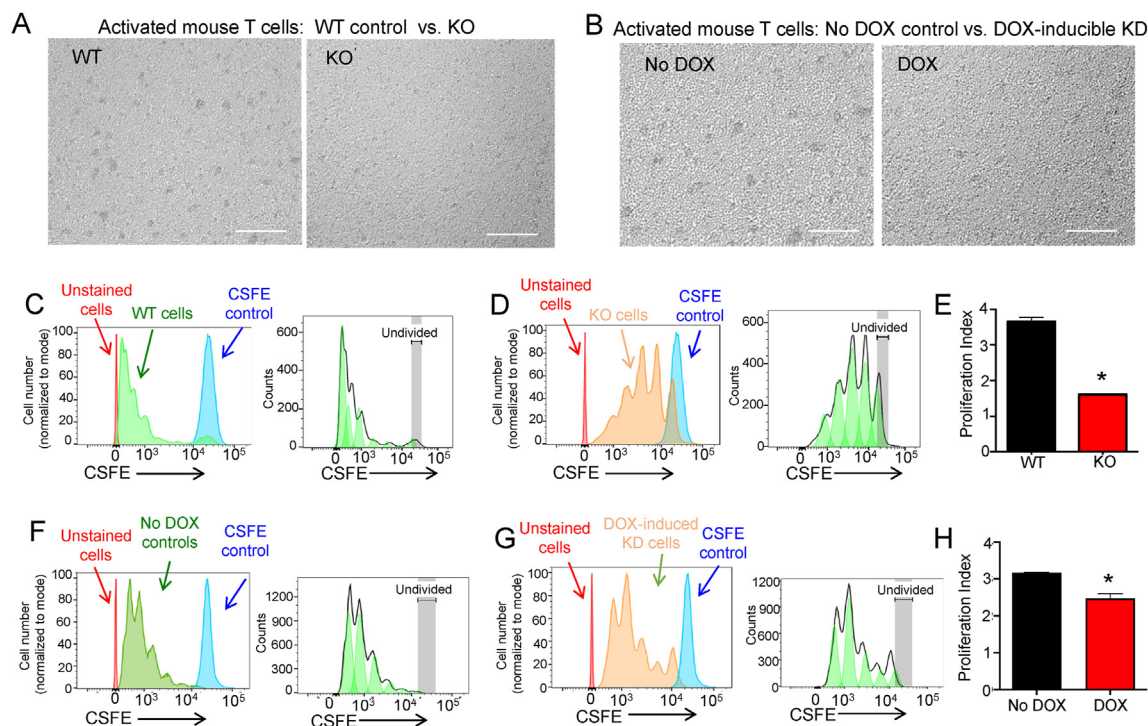 A
Activated mouse T cells: WT control vs. KO
WT
KO
B
Activated mouse T cells: No DOX control vs. DOX-inducible KD
No DOX
DOX
C
Unstained
cells
WT cells
CSFE
control
Cell number
(normalized to mode)
100
80
60
40
20
0
0
10³
10⁴
10⁵
CSFE
Counts
600
400
200
0
Undivided
0
10³
10⁴
10⁵
CSFE
D
Unstained
cells
KO cells
CSFE
control
Cell number
(normalized to mode)
100
80
60
40
20
0
0
10³
10⁴
10⁵
CSFE
Counts
600
400
200
0
Undivided
0
10³
10⁴
10⁵
CSFE
E
Proliferation Index
4
3
2
1
0
*
WT
KO
F
Unstained
cells
No DOX
controls
CSFE
control
Cell number
(normalized to mode)
100
80
60
40
20
0
0
10³
10⁴
10⁵
CSFE
Counts
1200
900
600
300
0
Undivided
0
10³
10⁴
10⁵
CSFE
G
Unstained
cells
DOX-induced
KD cells
CSFE
control
Cell number
(normalized to mode)
100
80
60
40
20
0
0
10³
10⁴
10⁵
CSFE
Counts
1200
900
600
300
0
Undivided
0
10³
10⁴
10⁵
CSFE
H
Proliferation Index
4
3
2
1
0
*
No DOX
DOX